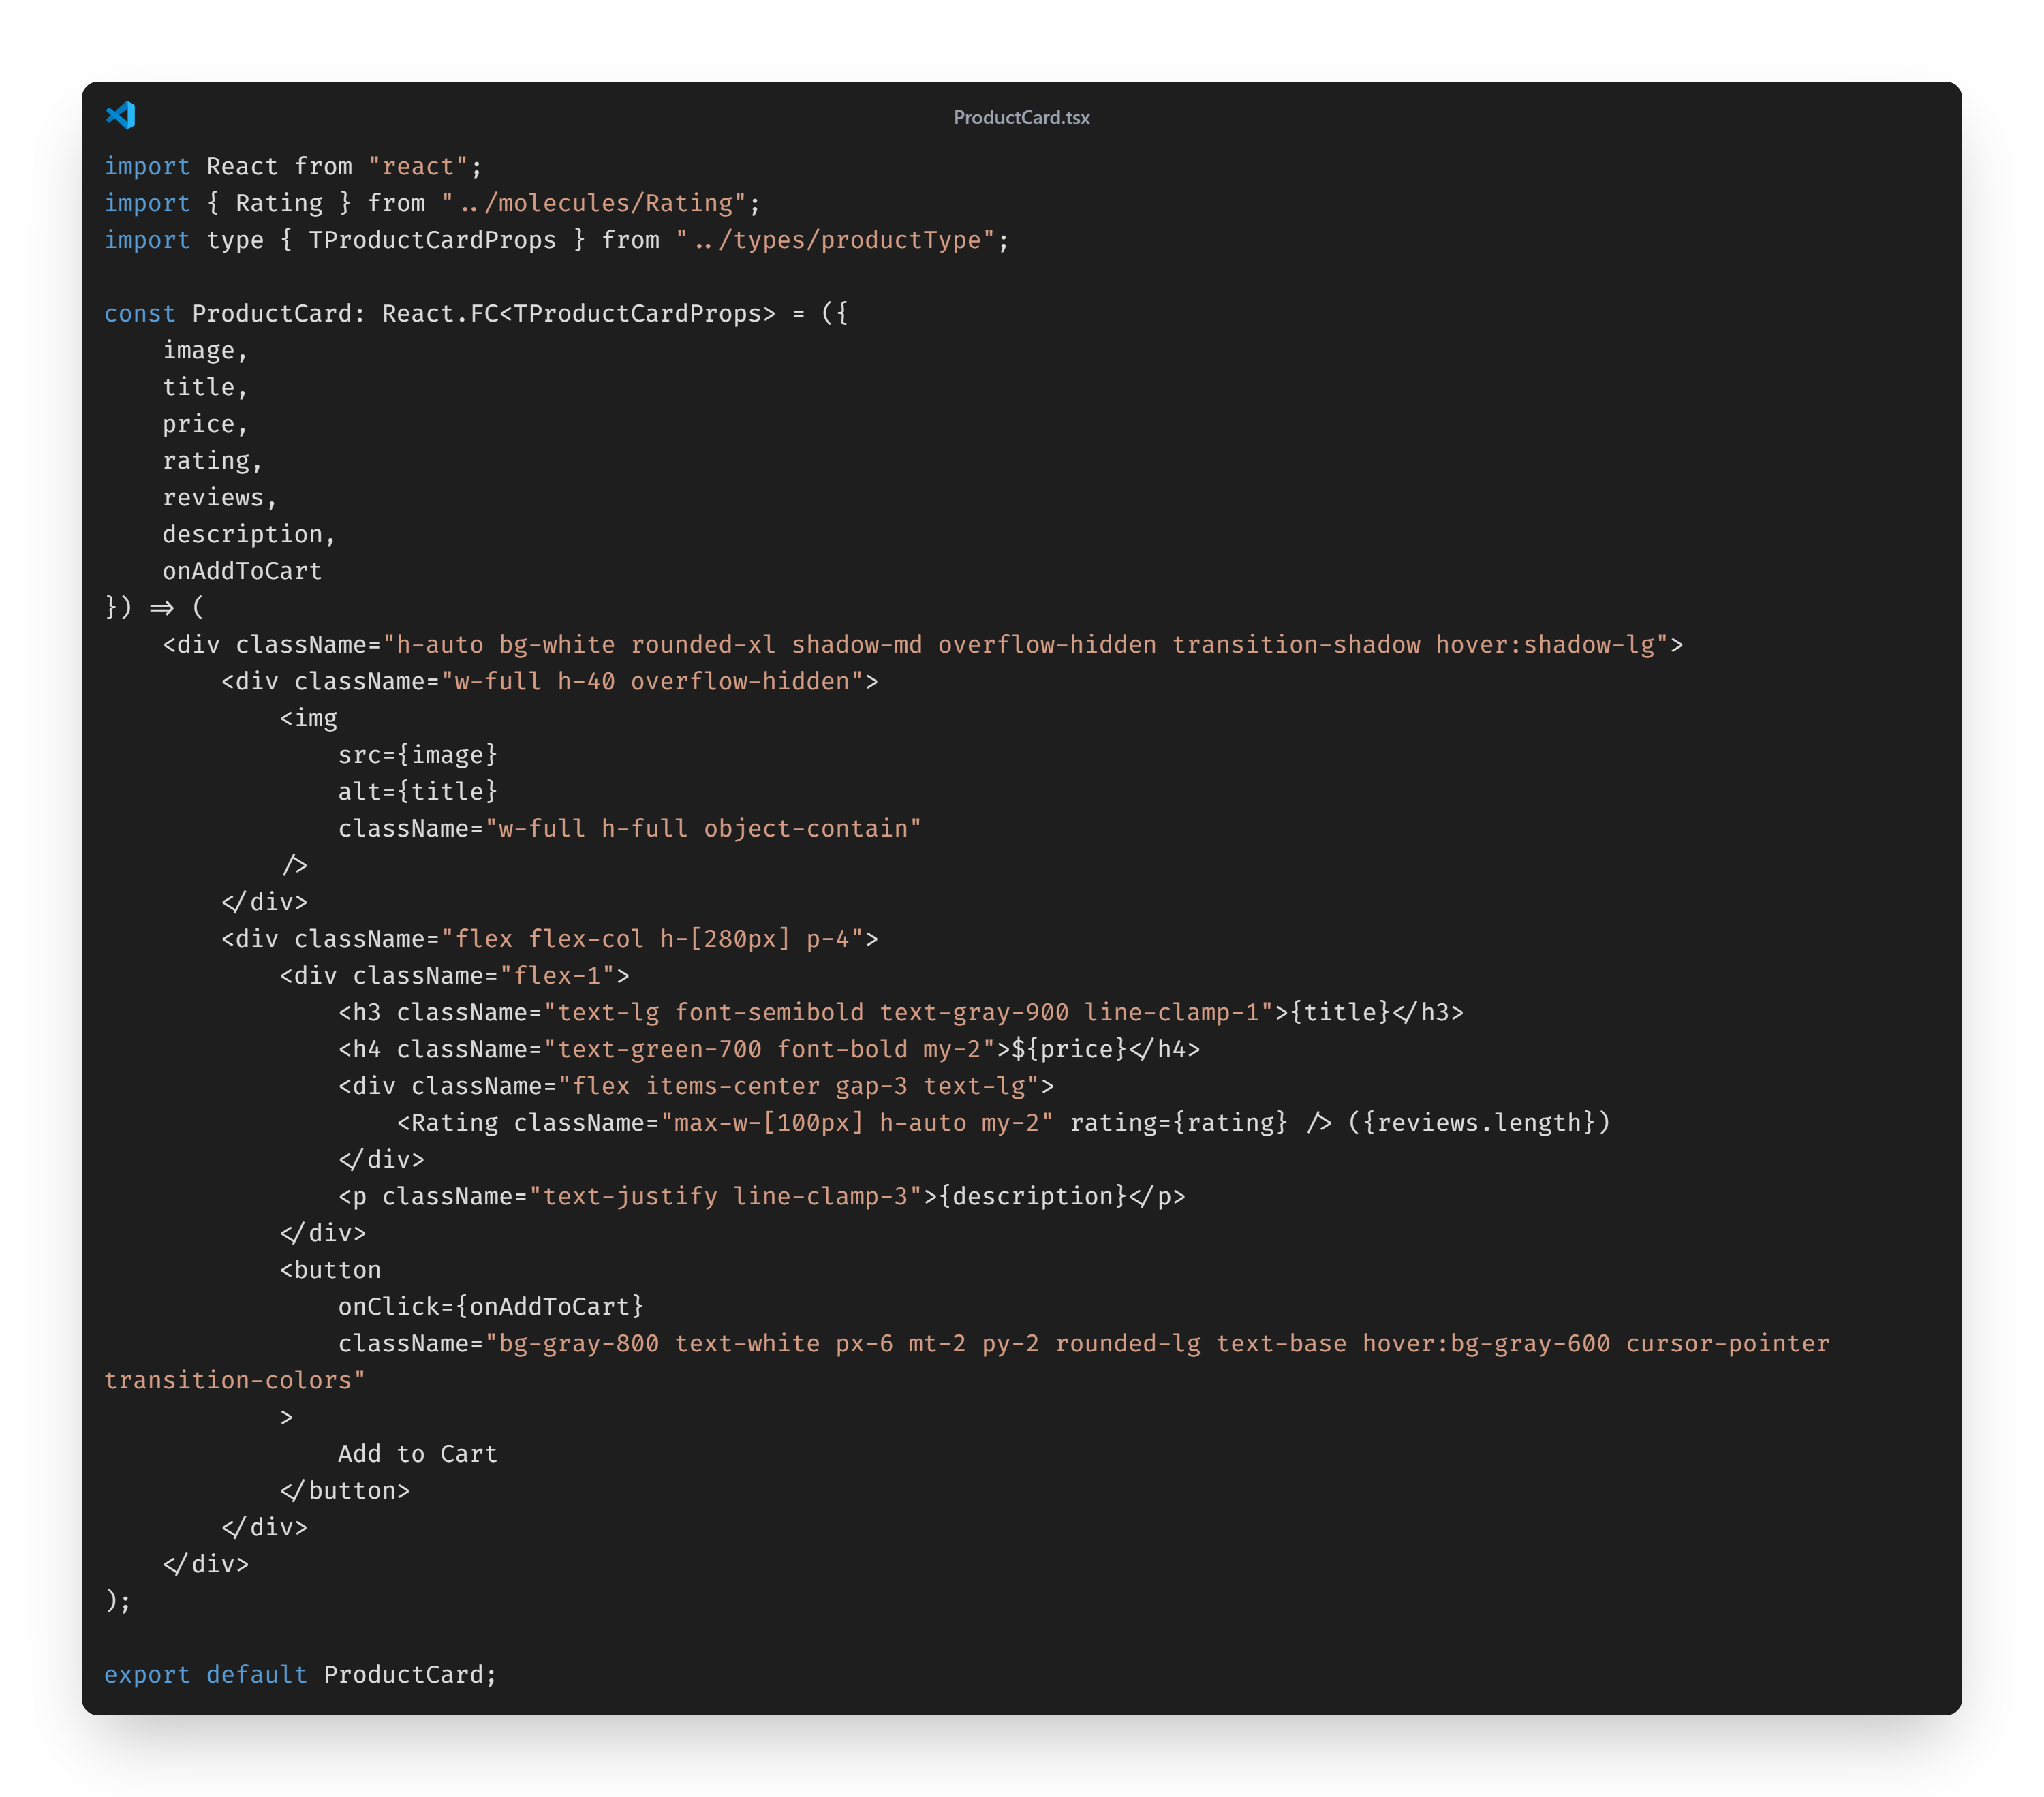 ProductCard.tsx
import React from "react";
import { Rating } from "../molecules/Rating";
import type { TProductCardProps } from "../types/productType";

const ProductCard: React.FC<TProductCardProps> = ({
    image,
    title,
    price,
    rating,
    reviews,
    description,
    onAddToCart
}) => (
    <div className="h-auto bg-white rounded-xl shadow-md overflow-hidden transition-shadow hover:shadow-lg">
        <div className="w-full h-40 overflow-hidden">
            <img
                src={image}
                alt={title}
                className="w-full h-full object-contain"
            />
        </div>
        <div className="flex flex-col h-[280px] p-4">
            <div className="flex-1">
                <h3 className="text-lg font-semibold text-gray-900 line-clamp-1">{title}</h3>
                <h4 className="text-green-700 font-bold my-2">${price}</h4>
                <div className="flex items-center gap-3 text-lg">
                    <Rating className="max-w-[100px] h-auto my-2" rating={rating} /> ({reviews.length})
                </div>
                <p className="text-justify line-clamp-3">{description}</p>
            </div>
            <button
                onClick={onAddToCart}
                className="bg-gray-800 text-white px-6 mt-2 py-2 rounded-lg text-base hover:bg-gray-600 cursor-pointer
transition-colors"
            >
                Add to Cart
            </button>
        </div>
    </div>
);

export default ProductCard;